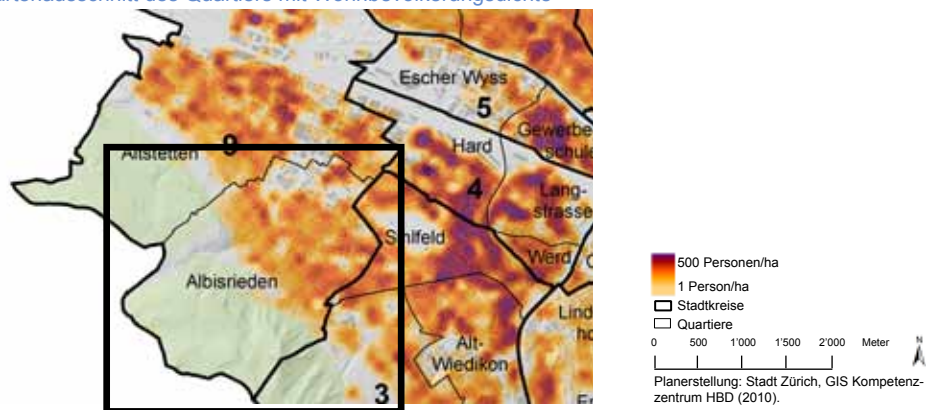 Kartenausschnitt des Quartiers mit Wohnbevölkerungsdichte
Escher Wyss
5
Gewerbe-
schule
Altstetten
9
Hard
4
Lang-
strasse
Sihlfeld
Werd
Albisrieden
Alt-
Wiedikon
3
500 Personen/ha
1 Person/ha
Stadtkreise
Quartiere
0 500 1'000 1'500 2'000 Meter
N
Planerstellung: Stadt Zürich, GIS Kompetenz-
zentrum HBD (2010).